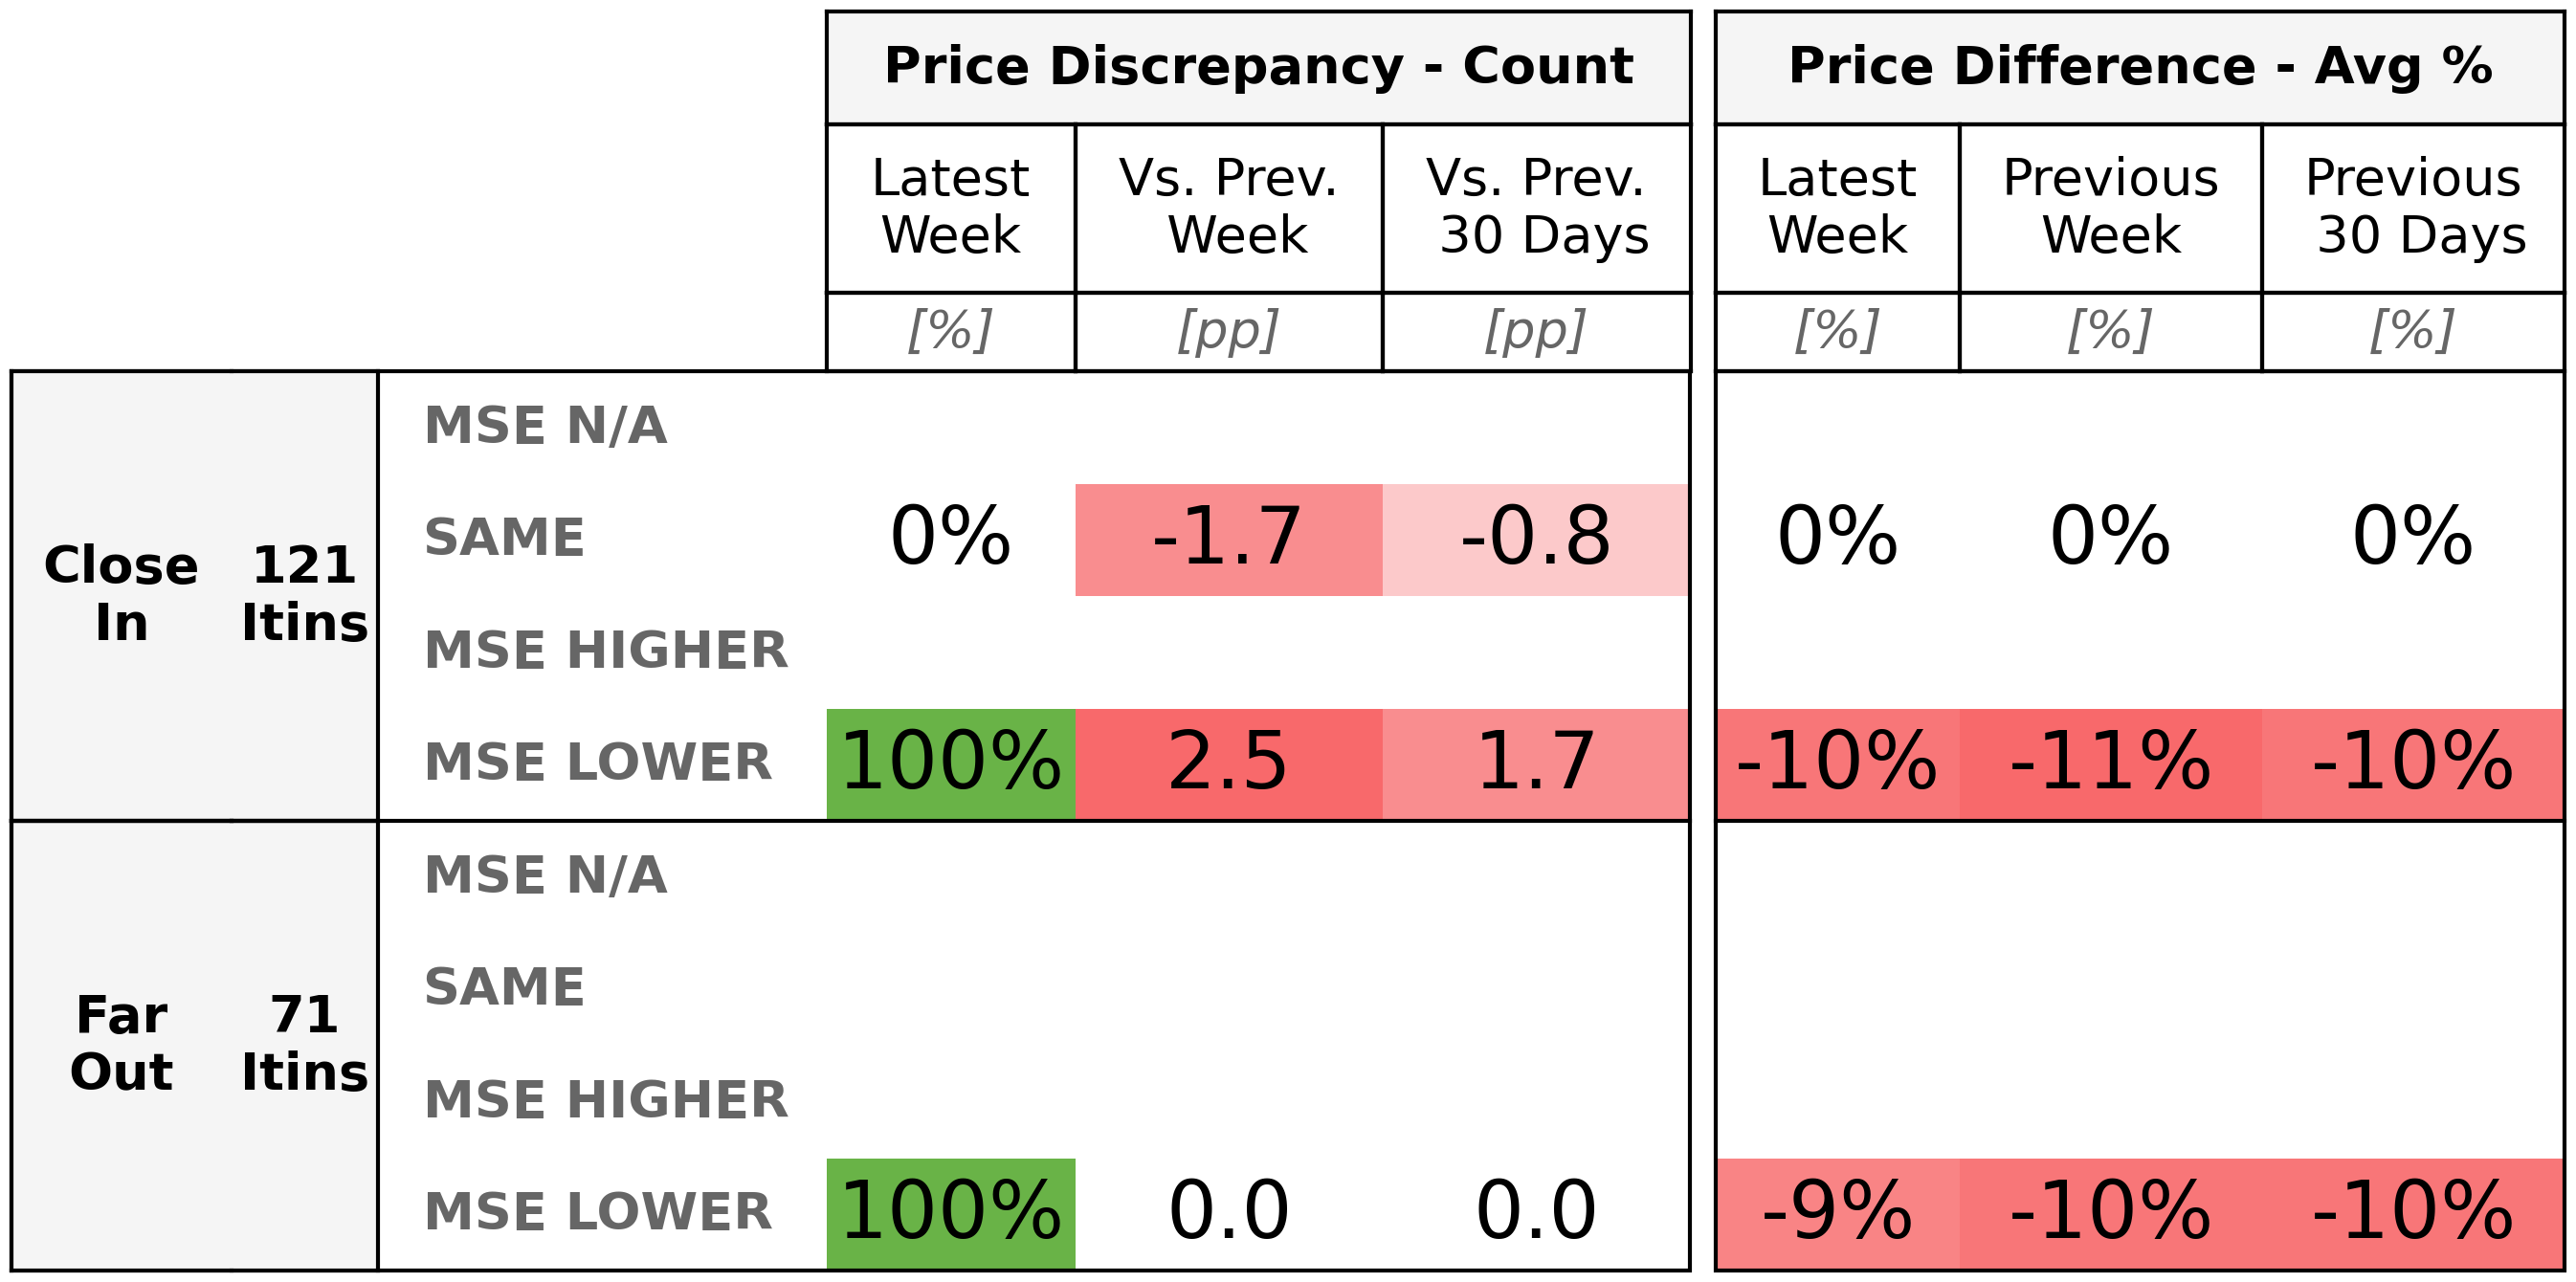 Price Discrepancy - Count Price Difference - Avg %
Latest Week Vs. Prev. Week Vs. Prev. 30 Days Latest Week Previous Week Previous 30 Days
[%] [pp] [pp] [%] [%] [%]
Close In 121 Itins
MSE N/A
SAME 0% -1.7 -0.8 0% 0% 0%
MSE HIGHER
MSE LOWER 100% 2.5 1.7 -10% -11% -10%
Far Out 71 Itins
MSE N/A
SAME
MSE HIGHER
MSE LOWER 100% 0.0 0.0 -9% -10% -10%